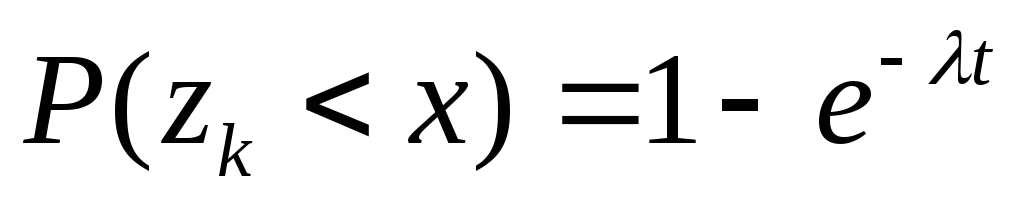 P(z_k < x) = 1 - e^{-λt}